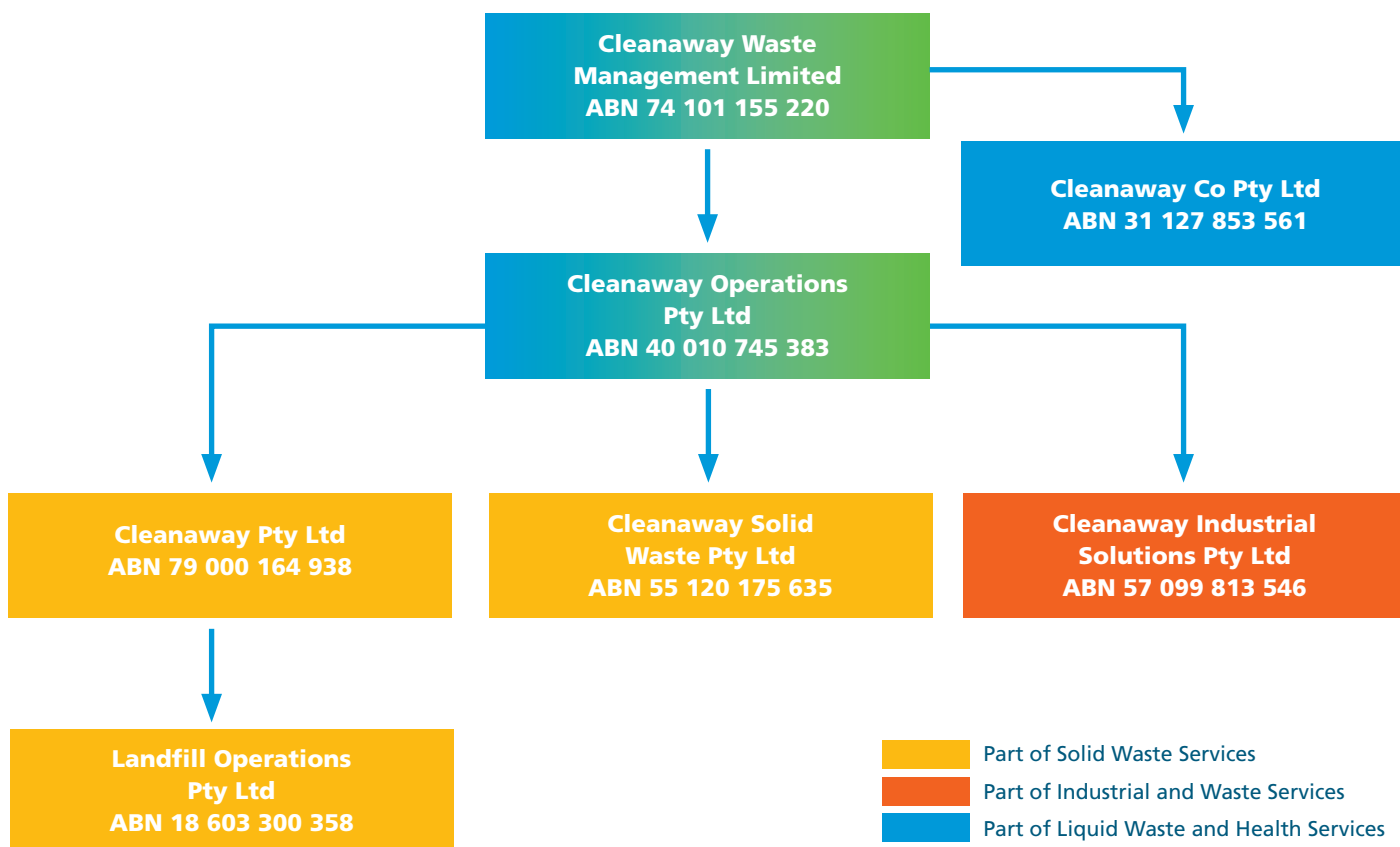 Cleanaway Waste
Management Limited
ABN 74 101 155 220
Cleanaway Co Pty Ltd
ABN 31 127 853 561
Cleanaway Operations
Pty Ltd
ABN 40 010 745 383
Cleanaway Pty Ltd
ABN 79 000 164 938
Cleanaway Solid
Waste Pty Ltd
ABN 55 120 175 635
Cleanaway Industrial
Solutions Pty Ltd
ABN 57 099 813 546
Landfill Operations
Pty Ltd
ABN 18 603 300 358
Part of Solid Waste Services
Part of Industrial and Waste Services
Part of Liquid Waste and Health Services